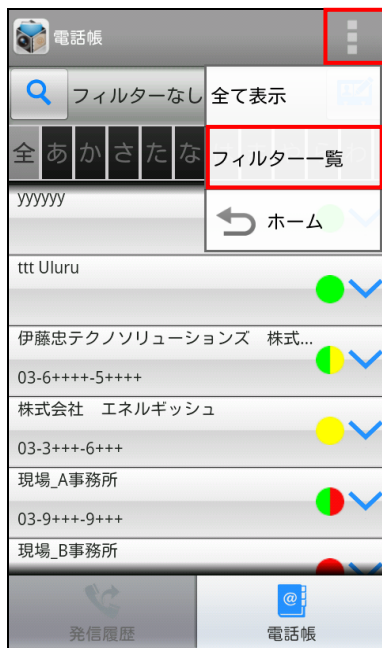 電話帳
フィルターなし
全て表示
全 あ か さ た な
フィルター一覧
ホーム
yyyyyy
ttt Uluru
伊藤忠テクノソリューションズ 株式...
03-6++++-5++++
株式会社 エネルギッシュ
03-3+++-6+++
現場_A事務所
03-9+++-9+++
現場_B事務所
発信履歴
電話帳